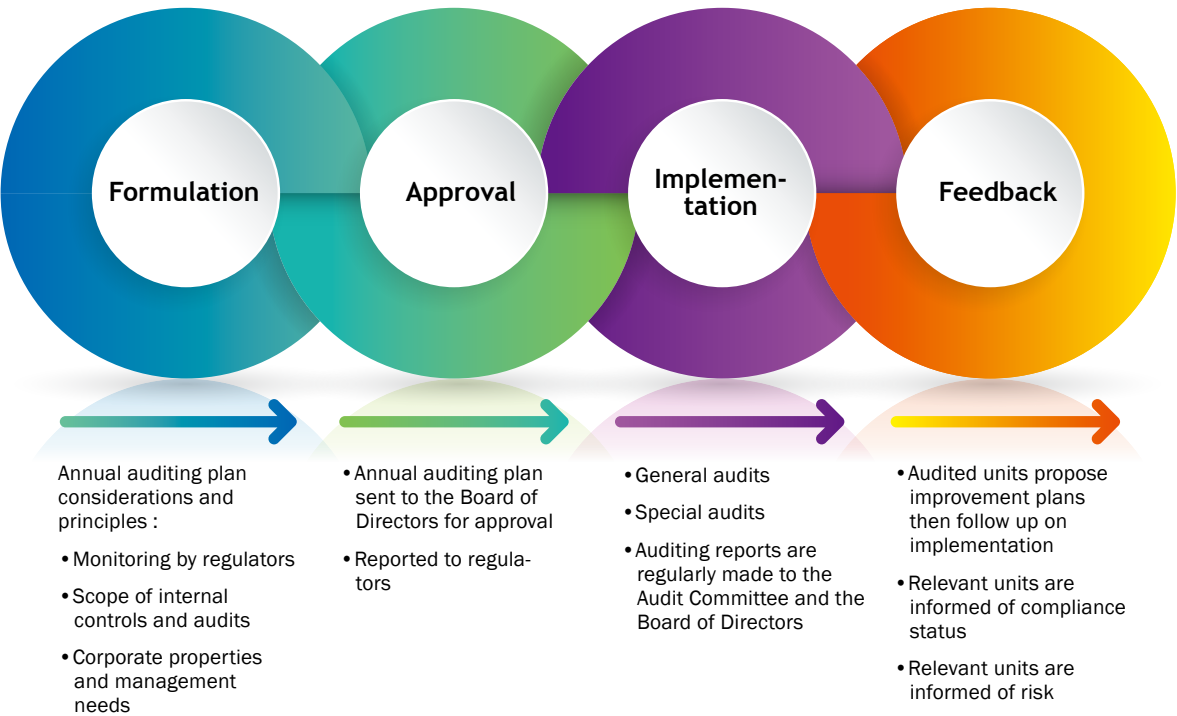 Formulation
Approval
Implemen-
tation
Feedback
Annual auditing plan
considerations and
principles :
•Monitoring by regulators
•Scope of internal
controls and audits
•Corporate properties
and management
needs
•Annual auditing plan
sent to the Board of
Directors for approval
•Reported to regula-
tors
•General audits
•Special audits
•Auditing reports are
regularly made to the
Audit Committee and the
Board of Directors
•Audited units propose
improvement plans
then follow up on
implementation
•Relevant units are
informed of compliance
status
•Relevant units are
informed of risk